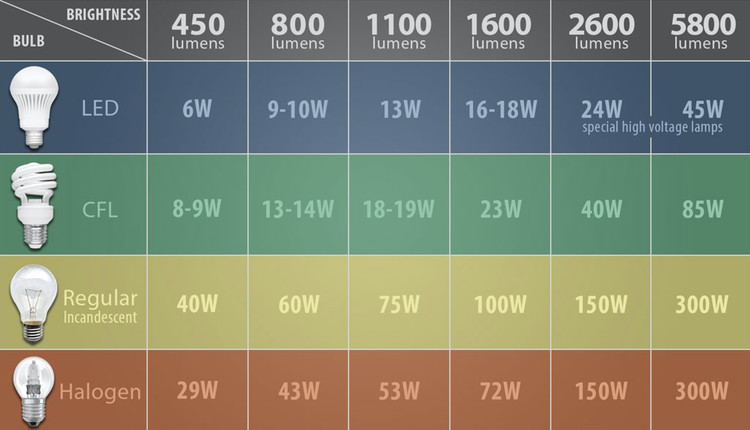 BRIGHTNESS
BULB
450 800 1100 1600 2600 5800
lumens lumens lumens lumens lumens lumens
LED 6W 9-10W 13W 16-18W 24W 45W
special high voltage lamps
CFL 8-9W 13-14W 18-19W 23W 40W 85W
Regular 40W 60W 75W 100W 150W 300W
Incandescent
Halogen 29W 43W 53W 72W 150W 300W